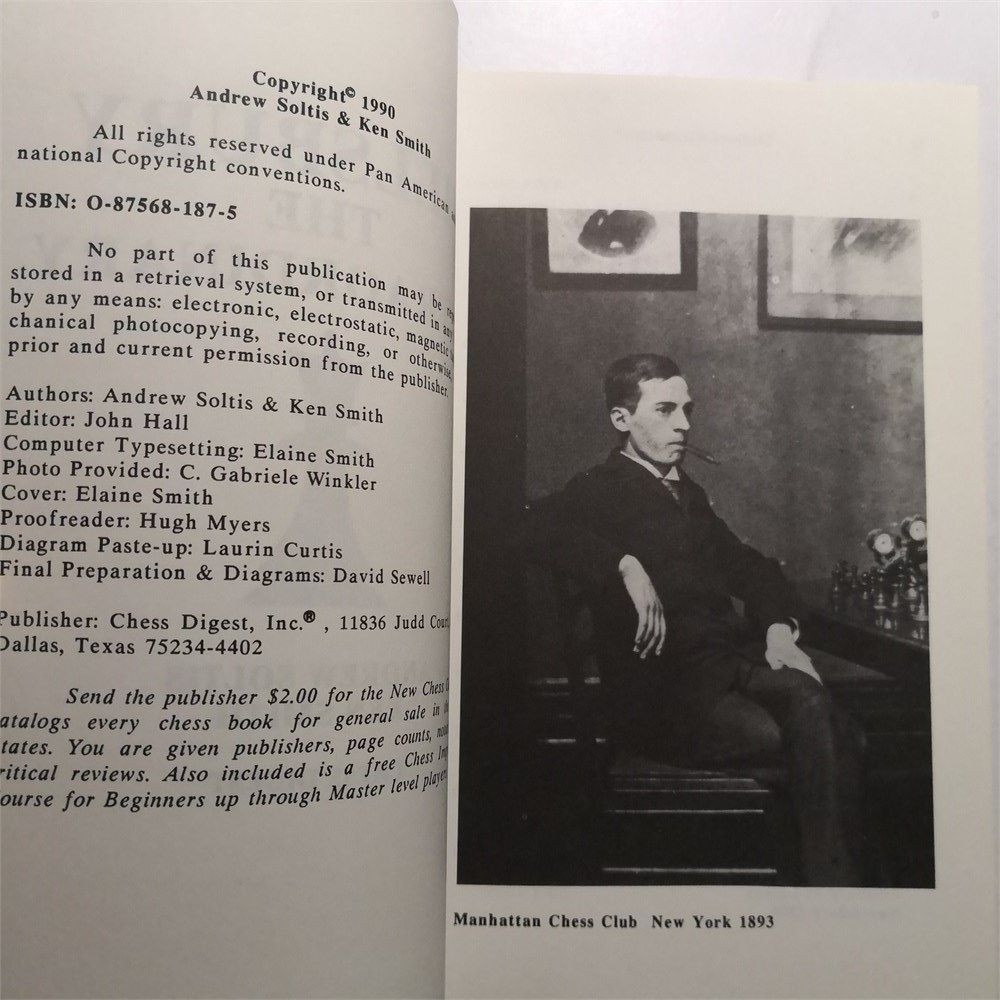 Copyright© 1990
Andrew Soltis & Ken Smith
All rights reserved under Pan American
national Copyright conventions.
ISBN: O-87568-187-5
No part of this publication may be
stored in a retrieval system, or transmitted in any
by any means: electronic, electrostatic, magnetic
chanical photocopying, recording, or otherwise,
prior and current permission from the publisher.
Authors: Andrew Soltis & Ken Smith
Editor: John Hall
Computer Typesetting: Elaine Smith
Photo Provided: C. Gabriele Winkler
Cover: Elaine Smith
Proofreader: Hugh Myers
Diagram Paste-up: Laurin Curtis
Final Preparation & Diagrams: David Sewell
Publisher: Chess Digest, Inc.® , 11836 Judd Court
Dallas, Texas 75234-4402
Send the publisher $2.00 for the New Chess
atalogs every chess book for general sale in
tates. You are given publishers, page counts,
ritical reviews. Also included is a free Chess
ourse for Beginners up through Master level
Manhattan Chess Club New York 1893